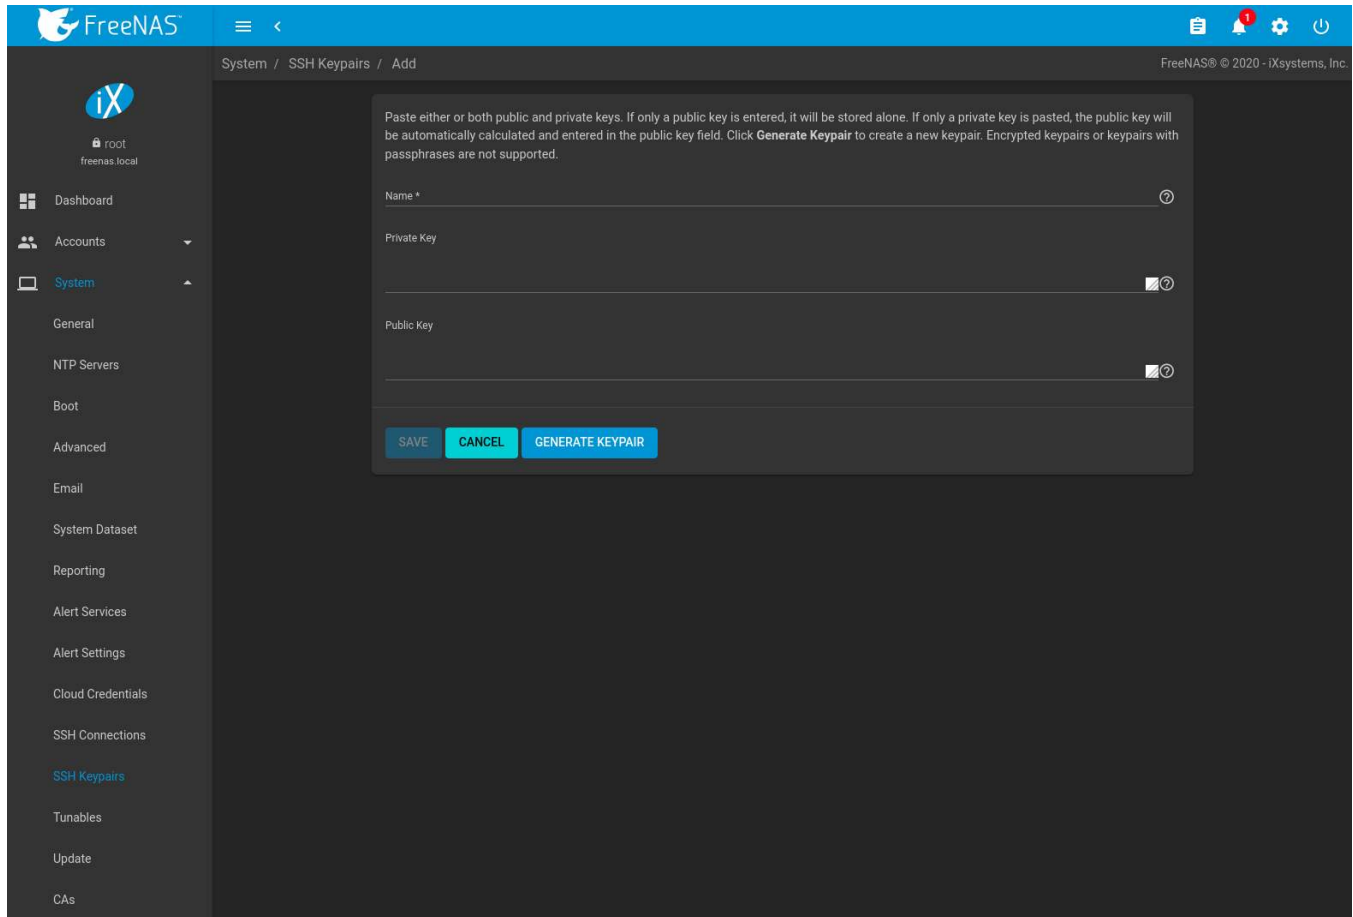 FreeNAS®
1
System / SSH Keypairs / Add
FreeNAS® © 2020 - iXsystems, Inc.
iX
root
freenas.local
Dashboard
Accounts
System
General
NTP Servers
Boot
Advanced
Email
System Dataset
Reporting
Alert Services
Alert Settings
Cloud Credentials
SSH Connections
SSH Keypairs
Tunables
Update
CAs
Paste either or both public and private keys. If only a public key is entered, it will be stored alone. If only a private key is pasted, the public key will
be automatically calculated and entered in the public key field. Click Generate Keypair to create a new keypair. Encrypted keypairs or keypairs with
passphrases are not supported.
Name *
Private Key
Public Key
SAVE CANCEL GENERATE KEYPAIR